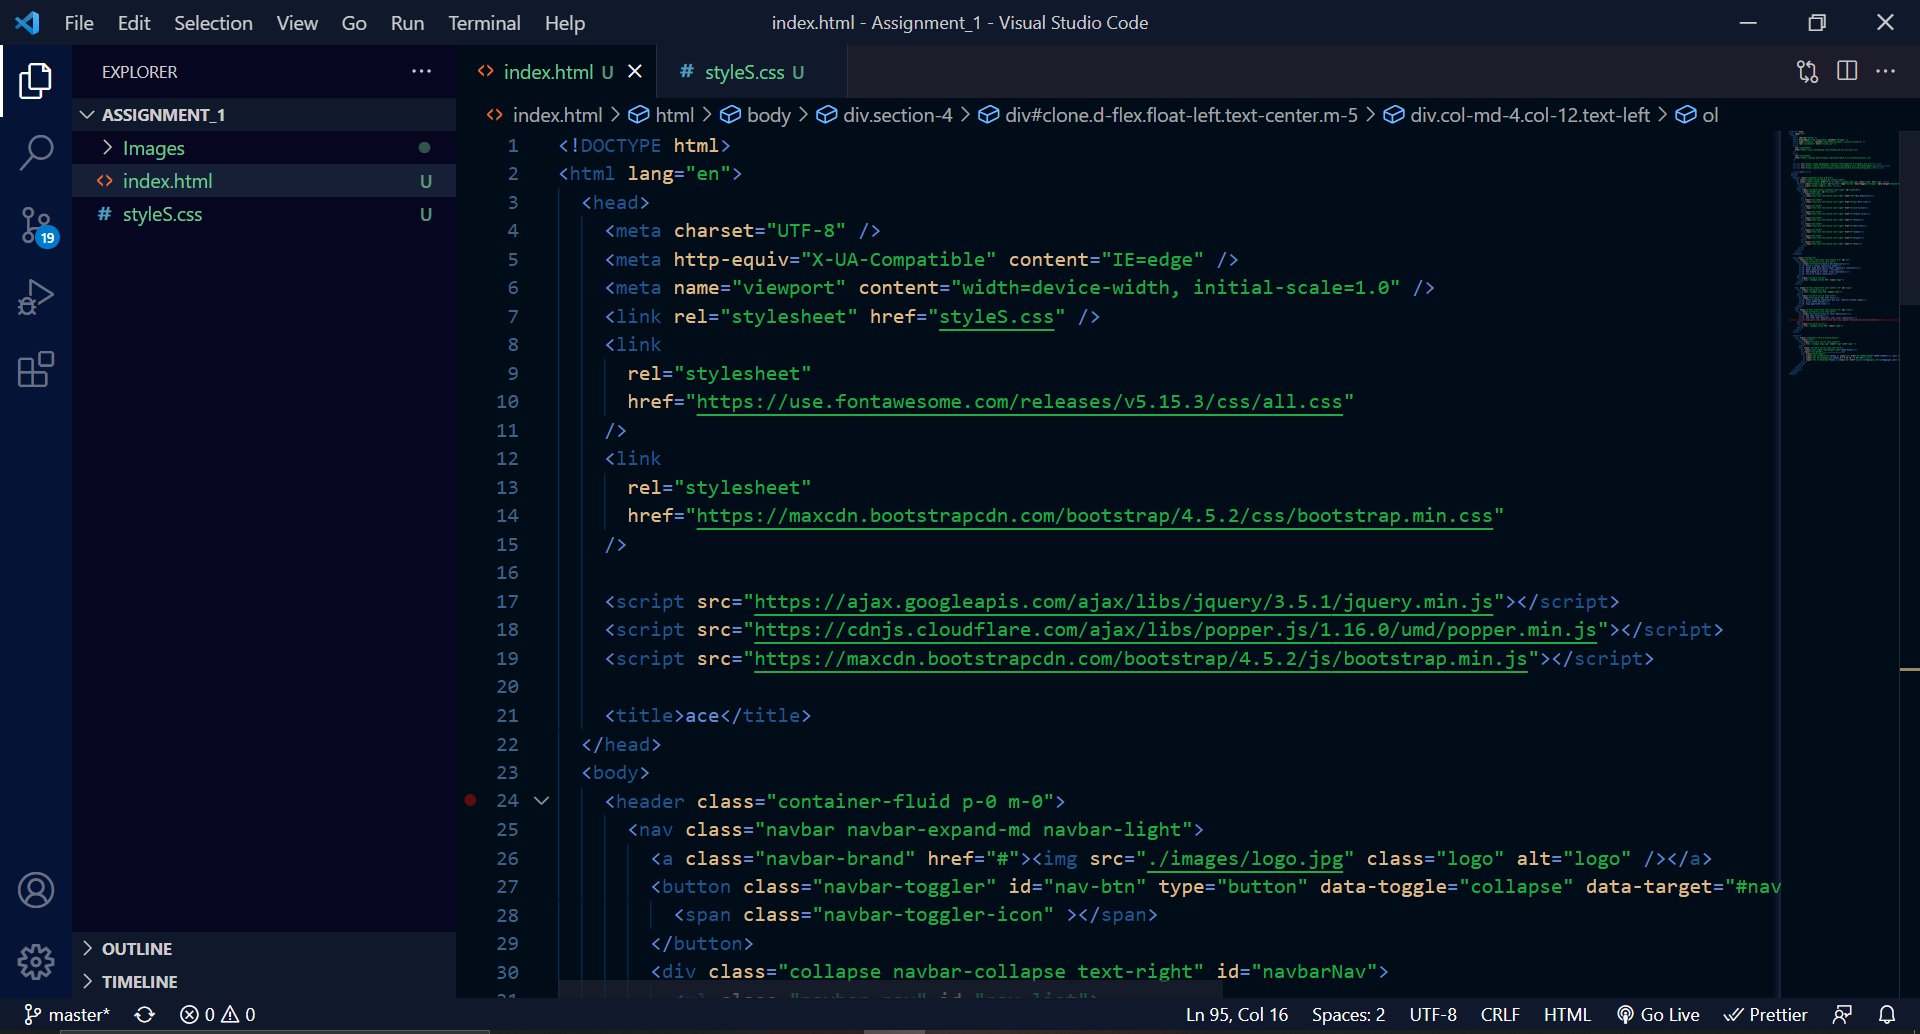 File Edit Selection View Go Run Terminal Help
index.html - Assignment_1 - Visual Studio Code
EXPLORER
ASSIGNMENT_1
Images
index.html U
styleS.css U
19
OUTLINE
TIMELINE
index.html U
styleS.css U
index.html > html > body > div.section-4 > div#clone.d-flex.float-left.text-center.m-5 > div.col-md-4.col-12.text-left > ol
1 <!DOCTYPE html>
2 <html lang="en">
3 <head>
4 <meta charset="UTF-8" />
5 <meta http-equiv="X-UA-Compatible" content="IE=edge" />
6 <meta name="viewport" content="width=device-width, initial-scale=1.0" />
7 <link rel="stylesheet" href="styleS.css" />
8 <link
9 rel="stylesheet"
10 href="https://use.fontawesome.com/releases/v5.15.3/css/all.css"
11 />
12 <link
13 rel="stylesheet"
14 href="https://maxcdn.bootstrapcdn.com/bootstrap/4.5.2/css/bootstrap.min.css"
15 />
16
17 <script src="https://ajax.googleapis.com/ajax/libs/jquery/3.5.1/jquery.min.js"></script>
18 <script src="https://cdnjs.cloudflare.com/ajax/libs/popper.js/1.16.0/umd/popper.min.js"></script>
19 <script src="https://maxcdn.bootstrapcdn.com/bootstrap/4.5.2/js/bootstrap.min.js"></script>
20
21 <title>ace</title>
22 </head>
23 <body>
24 <header class="container-fluid p-0 m-0">
25 <nav class="navbar navbar-expand-md navbar-light">
26 <a class="navbar-brand" href="#"><img src="./images/logo.jpg" class="logo" alt="logo" /></a>
27 <button class="navbar-toggler" id="nav-btn" type="button" data-toggle="collapse" data-target="#nav
28 <span class="navbar-toggler-icon" ></span>
29 </button>
30 <div class="collapse navbar-collapse text-right" id="navbarNav">
master* 0 0
Ln 95, Col 16 Spaces: 2 UTF-8 CRLF HTML Go Live Prettier